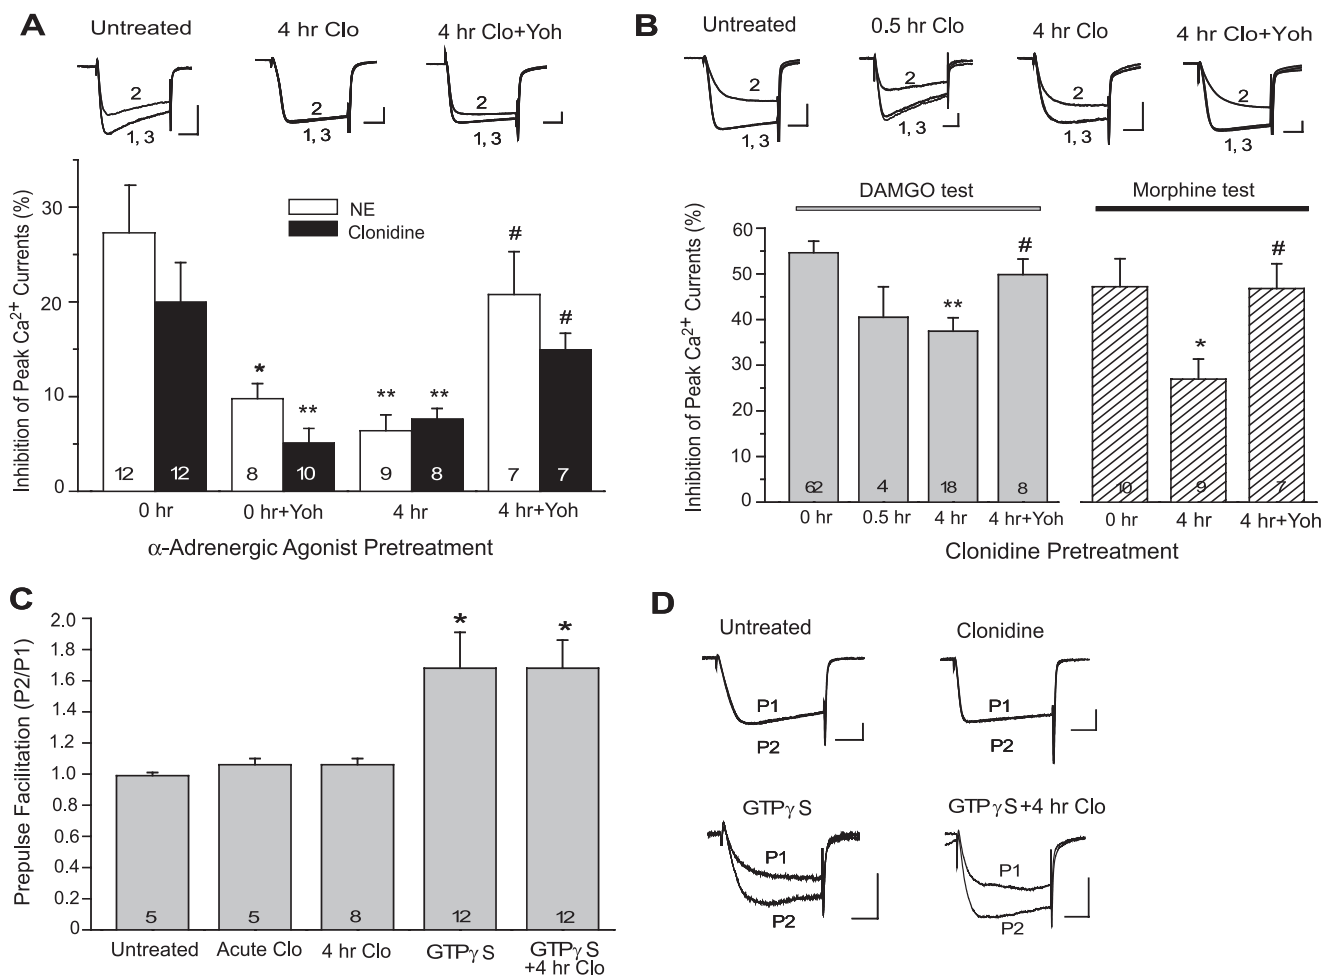 A
Untreated
4 hr Clo
4 hr Clo+Yoh
2
1, 3
2
1, 3
2
1, 3
Inhibition of Peak Ca2+ Currents (%)
30
20
10
0
NE
Clonidine
*
**
**
**
#
#
12
12
8
10
9
8
7
7
0 hr
0 hr+Yoh
4 hr
4 hr+Yoh
α-Adrenergic Agonist Pretreatment
B
Untreated
0.5 hr Clo
4 hr Clo
4 hr Clo+Yoh
2
1, 3
2
1, 3
2
1, 3
2
1, 3
DAMGO test
Morphine test
Inhibition of Peak Ca2+ Currents (%)
60
50
40
30
20
10
0
**
#
*
#
62
4
18
8
10
9
7
0 hr
0.5 hr
4 hr
4 hr+Yoh
0 hr
4 hr
4 hr+Yoh
Clonidine Pretreatment
C
Prepulse Facilitation (P2/P1)
2.0
1.8
1.6
1.4
1.2
1.0
0.8
0.6
0.4
0.2
0
*
*
5
5
8
12
12
Untreated
Acute Clo
4 hr Clo
GTPγ S
GTPγ S
+4 hr Clo
D
Untreated
Clonidine
P1
P2
P1
P2
GTPγ S
GTPγ S+4 hr Clo
P1
P2
P1
P2